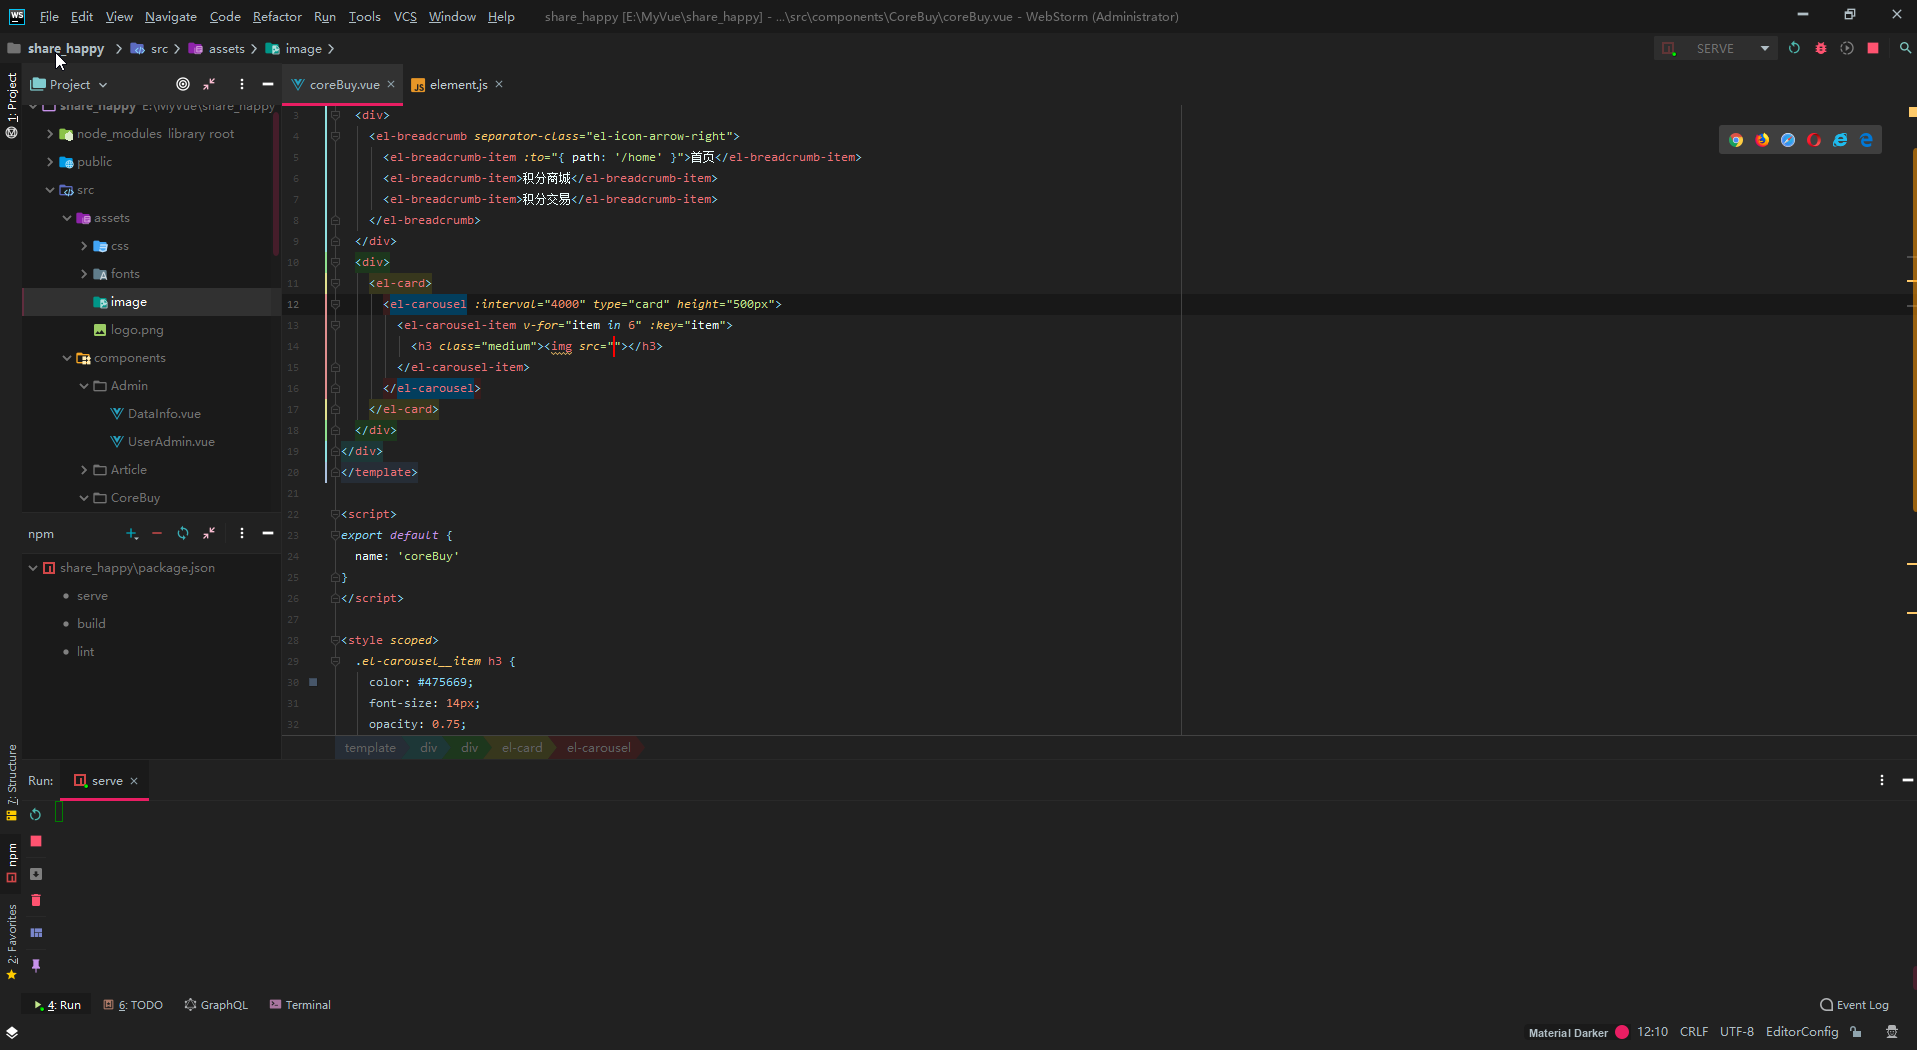 WS File Edit View Navigate Code Refactor Run Tools VCS Window Help share_happy [E:\MyVue\share_happy] - ...\src\components\CoreBuy\coreBuy.vue - WebStorm (Administrator)
share_happy src assets image SERVE
1: Project
Project
coreBuy.vue
JS element.js
share_happy E:\MyVue\share_happy
node_modules library root
public
src
assets
css
fonts
image
logo.png
components
Admin
DataInfo.vue
UserAdmin.vue
Article
CoreBuy
3 <div>
4 <el-breadcrumb separator-class="el-icon-arrow-right">
5 <el-breadcrumb-item :to="{ path: '/home' }">首页</el-breadcrumb-item>
6 <el-breadcrumb-item>积分商城</el-breadcrumb-item>
7 <el-breadcrumb-item>积分交易</el-breadcrumb-item>
8 </el-breadcrumb>
9 </div>
10 <div>
11 <el-card>
12 <el-carousel :interval="4000" type="card" height="500px">
13 <el-carousel-item v-for="item in 6" :key="item">
14 <h3 class="medium"><img src=""></h3>
15 </el-carousel-item>
16 </el-carousel>
17 </el-card>
18 </div>
19 </div>
20 </template>
21
22 <script>
23 export default {
24 name: 'coreBuy'
25 }
26 </script>
27
28 <style scoped>
29 .el-carousel__item h3 {
30 color: #475669;
31 font-size: 14px;
32 opacity: 0.75;
template div div el-card el-carousel
npm
share_happy\package.json
serve
build
lint
7: Structure
npm
2: Favorites
Run: serve
4: Run 6: TODO GraphQL Terminal Event Log
Material Darker 12:10 CRLF UTF-8 EditorConfig